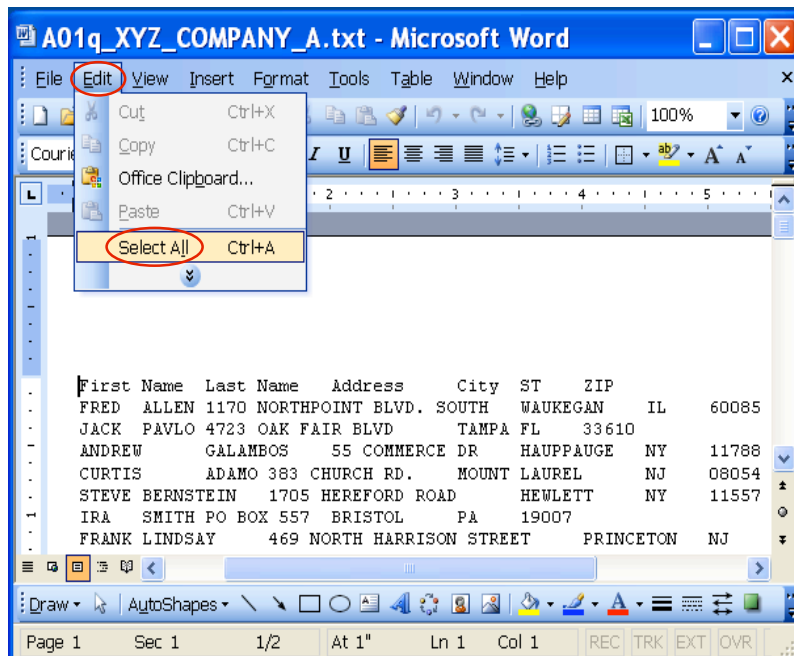 A01q_XYZ_COMPANY_A.txt - Microsoft Word
File Edit View Insert Format Tools Table Window Help
100%
Cut Ctrl+X
Copy Ctrl+C
Office Clipboard...
Paste Ctrl+V
Select All Ctrl+A
Courie I U ab A A
L 2 3 4 5
First Name Last Name Address City ST ZIP
FRED ALLEN 1170 NORTHPOINT BLVD. SOUTH WAUKEGAN IL 60085
JACK PAVLO 4723 OAK FAIR BLVD TAMPA FL 33610
ANDREW GALAMBOS 55 COMMERCE DR HAUPPAUGE NY 11788
CURTIS ADAMO 383 CHURCH RD. MOUNT LAUREL NJ 08054
STEVE BERNSTEIN 1705 HEREFORD ROAD HEWLETT NY 11557
IRA SMITH PO BOX 557 BRISTOL PA 19007
FRANK LINDSAY 469 NORTH HARRISON STREET PRINCETON NJ
Draw AutoShapes A
Page 1 Sec 1 1/2 At 1" Ln 1 Col 1 REC TRK EXT OVR